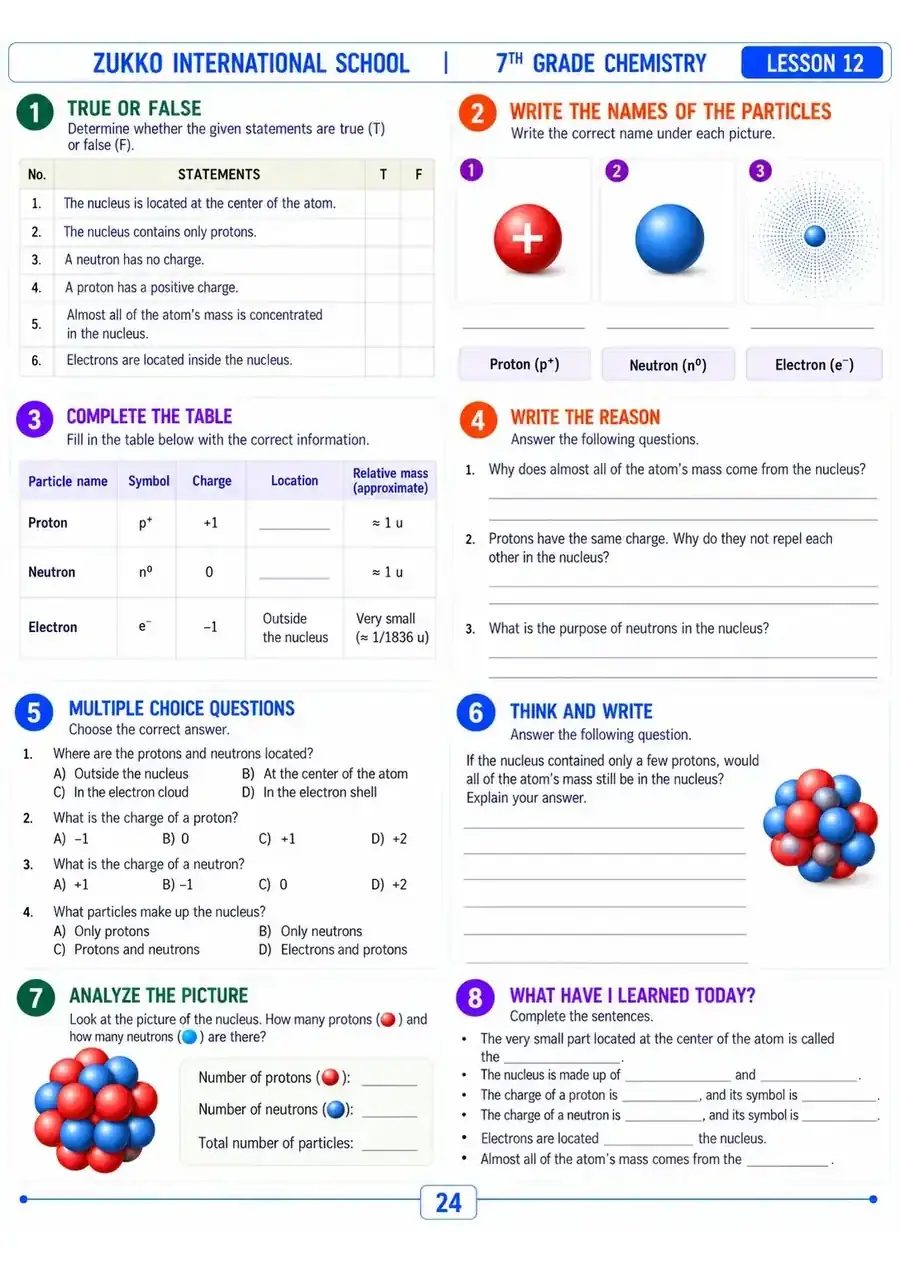 ZUKKO INTERNATIONAL SCHOOL | 7TH GRADE CHEMISTRY LESSON 12
1 TRUE OR FALSE
Determine whether the given statements are true (T)
or false (F).
No. STATEMENTS T F
1. The nucleus is located at the center of the atom.
2. The nucleus contains only protons.
3. A neutron has no charge.
4. A proton has a positive charge.
5. Almost all of the atom's mass is concentrated
in the nucleus.
6. Electrons are located inside the nucleus.
2 WRITE THE NAMES OF THE PARTICLES
Write the correct name under each picture.
1 2 3
+
Proton (p⁺) Neutron (n⁰) Electron (e⁻)
3 COMPLETE THE TABLE
Fill in the table below with the correct information.
Particle name Symbol Charge Location Relative mass
(approximate)
Proton p⁺ +1 ________ ≈ 1 u
Neutron n⁰ 0 ________ ≈ 1 u
Electron e⁻ −1 Outside
the nucleus Very small
(≈ 1/1836 u)
4 WRITE THE REASON
Answer the following questions.
1. Why does almost all of the atom's mass come from the nucleus?
2. Protons have the same charge. Why do they not repel each
other in the nucleus?
3. What is the purpose of neutrons in the nucleus?
5 MULTIPLE CHOICE QUESTIONS
Choose the correct answer.
1. Where are the protons and neutrons located?
A) Outside the nucleus B) At the center of the atom
C) In the electron cloud D) In the electron shell
2. What is the charge of a proton?
A) −1 B) 0 C) +1 D) +2
3. What is the charge of a neutron?
A) +1 B) −1 C) 0 D) +2
4. What particles make up the nucleus?
A) Only protons B) Only neutrons
C) Protons and neutrons D) Electrons and protons
6 THINK AND WRITE
Answer the following question.
If the nucleus contained only a few protons, would
all of the atom's mass still be in the nucleus?
Explain your answer.
7 ANALYZE THE PICTURE
Look at the picture of the nucleus. How many protons ( ) and
how many neutrons ( ) are there?
Number of protons ( ): ________
Number of neutrons ( ): ________
Total number of particles: ________
8 WHAT HAVE I LEARNED TODAY?
Complete the sentences.
• The very small part located at the center of the atom is called
the ________________.
• The nucleus is made up of ______________ and _____________.
• The charge of a proton is __________, and its symbol is __________.
• The charge of a neutron is __________, and its symbol is __________.
• Electrons are located ____________ the nucleus.
• Almost all of the atom's mass comes from the ___________ .
24